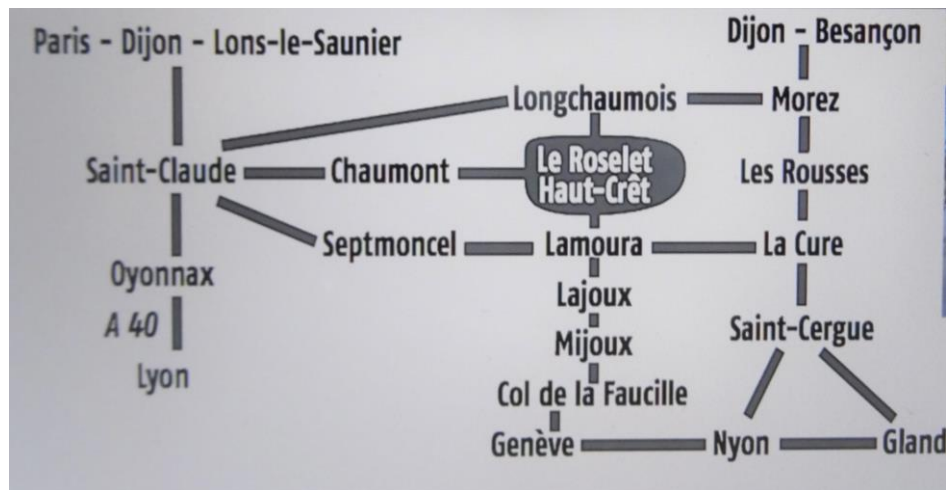 Paris - Dijon - Lons-le-Saunier
Dijon - Besançon
Longchaumois
Morez
Saint-Claude
Chaumont
Le Roselet
Haut-Crêt
Les Rousses
Septmoncel
Lamoura
La Cure
Oyonnax
Lajoux
A 40
Mijoux
Saint-Cergue
Lyon
Col de la Faucille
Genève
Nyon
Gland